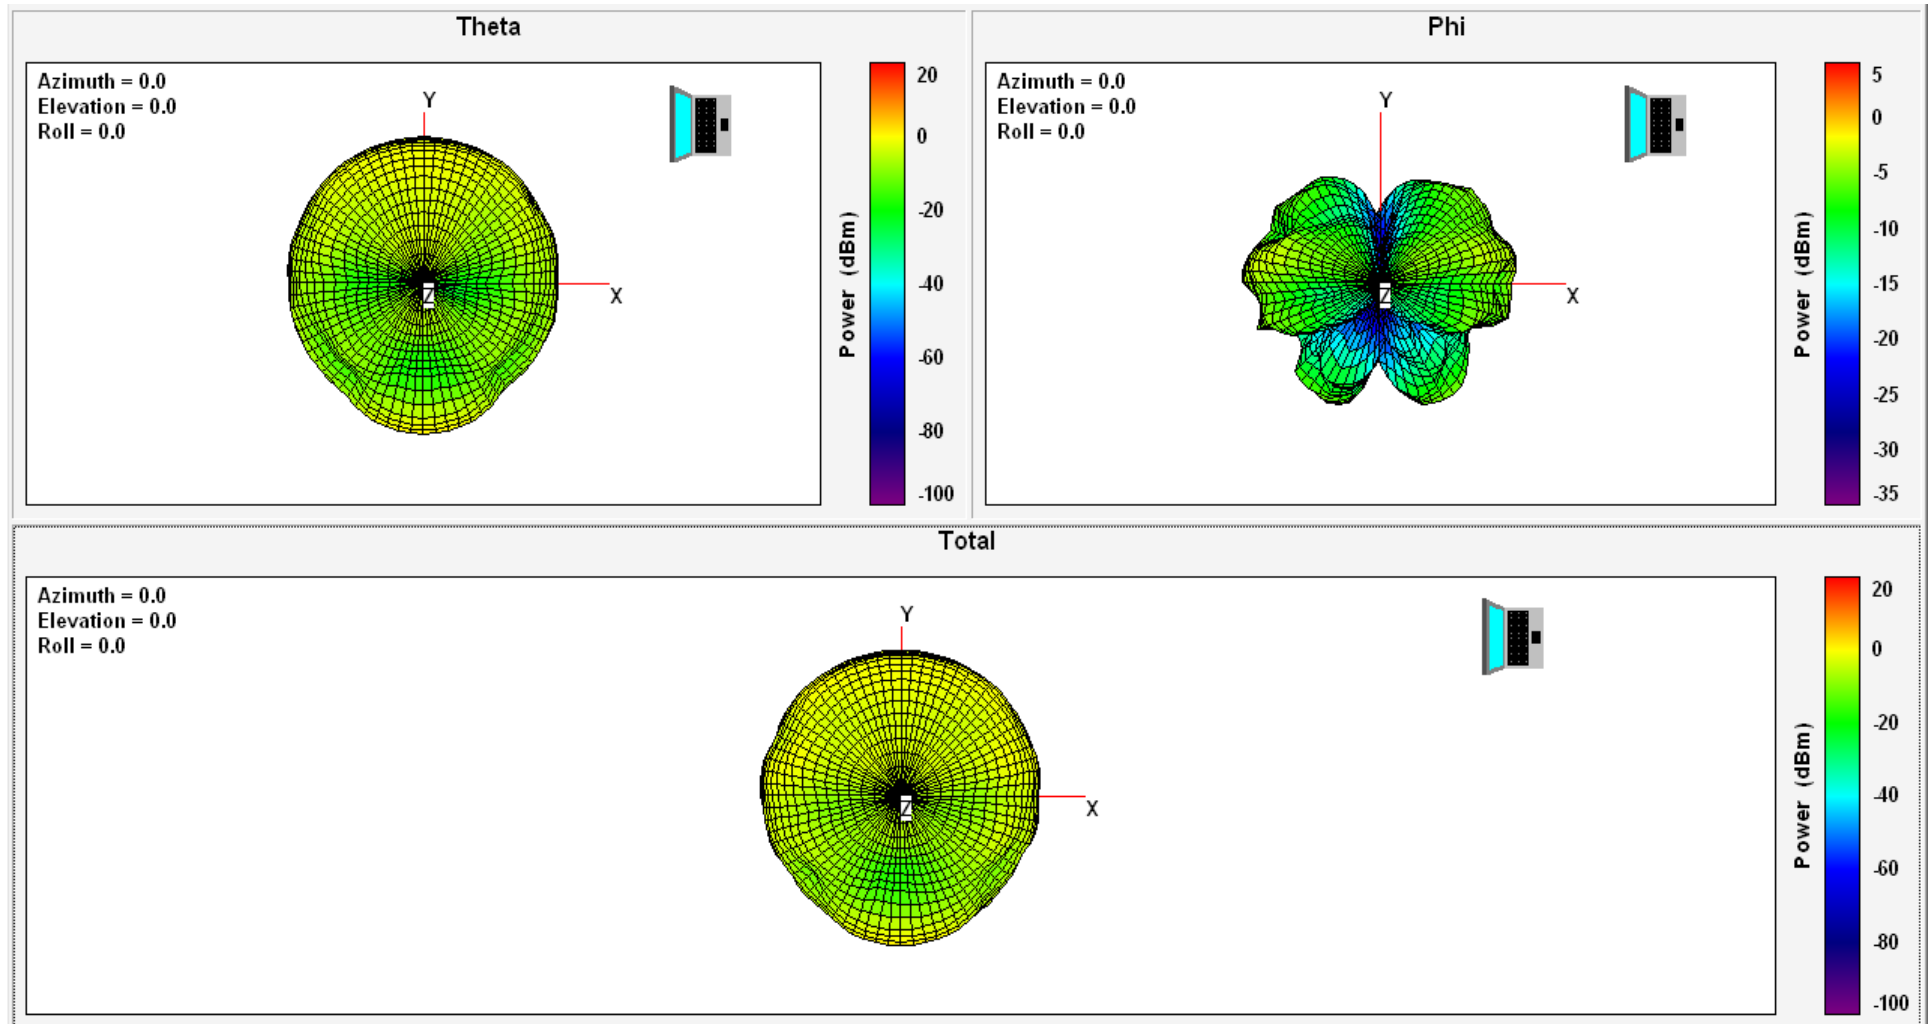 Theta
Azimuth = 0.0
Elevation = 0.0
Roll = 0.0
Y
X
Z
Power (dBm)
20
0
-20
-40
-60
-80
-100
Phi
Azimuth = 0.0
Elevation = 0.0
Roll = 0.0
Y
X
Z
Power (dBm)
5
0
-5
-10
-15
-20
-25
-30
-35
Total
Azimuth = 0.0
Elevation = 0.0
Roll = 0.0
Y
X
Z
Power (dBm)
20
0
-20
-40
-60
-80
-100